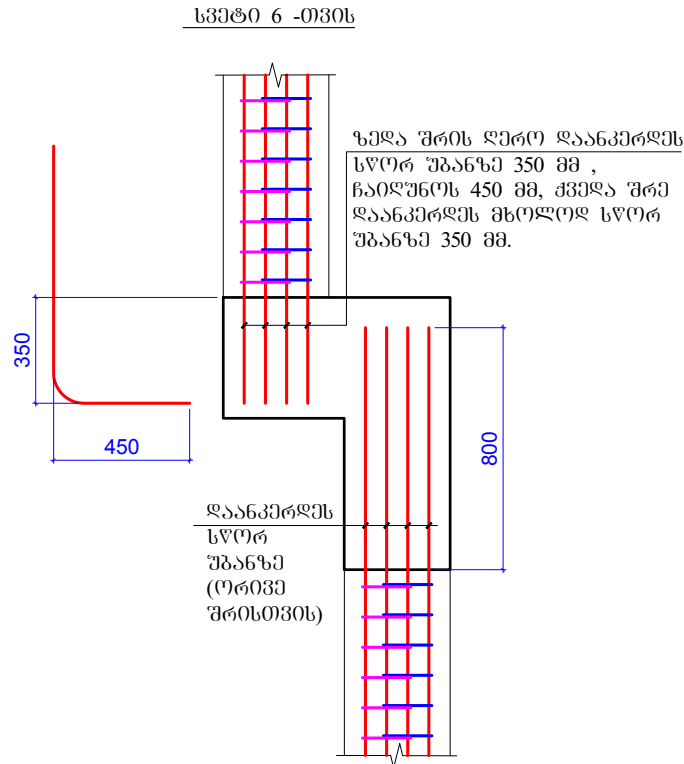 სვეტი 6 -თვის
ზედა შრის ღერო დაანკერდეს
სწორ უბანზე 350 მმ ,
ჩაიღუნოს 450 მმ, ქვედა შრე
დაანკერდეს მხოლოდ სწორ
უბანზე 350 მმ.
350
450
800
დაანკერდეს
სწორ
უბანზე
(ორივე
შრისთვის)